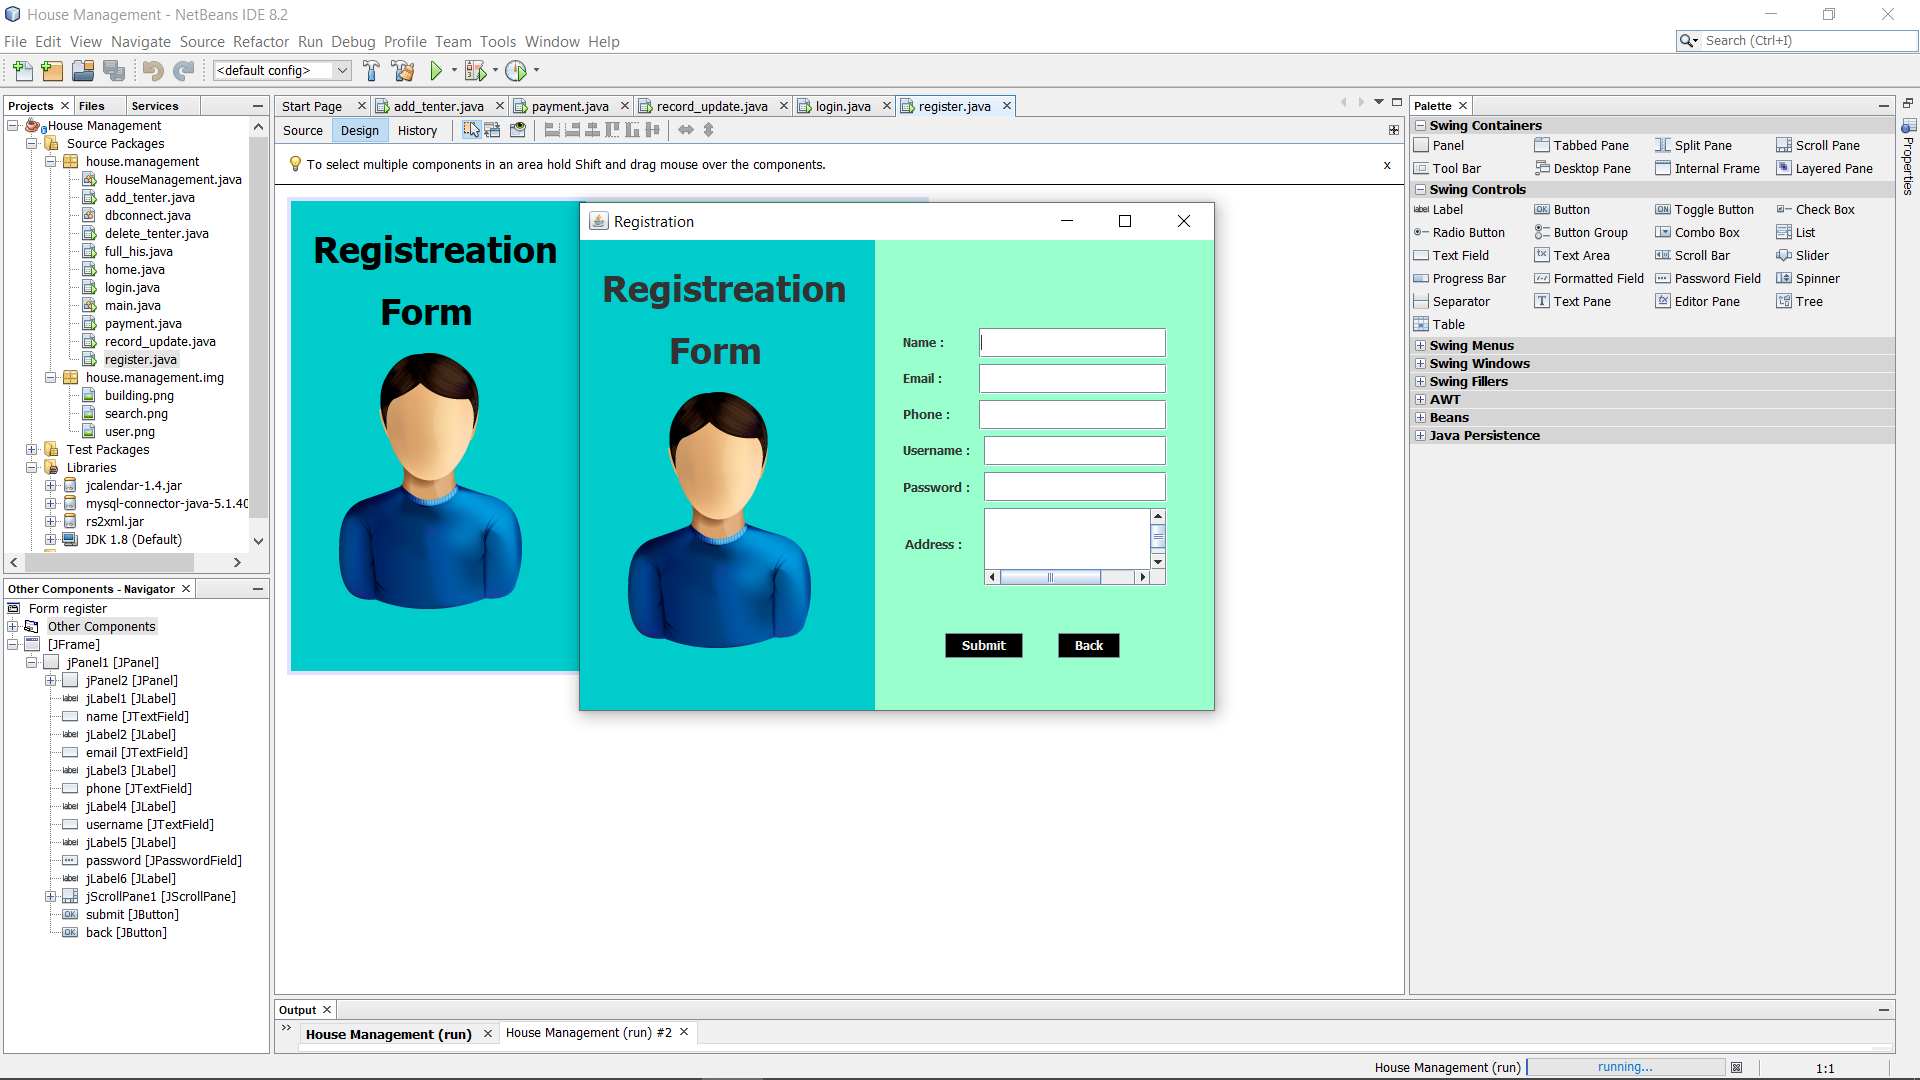 House Management - NetBeans IDE 8.2
File Edit View Navigate Source Refactor Run Debug Profile Team Tools Window Help
Search (Ctrl+I)
<default config>
Projects Files Services
House Management
Source Packages
house.management
HouseManagement.java
add_tenter.java
dbconnect.java
delete_tenter.java
full_his.java
home.java
login.java
main.java
payment.java
record_update.java
register.java
house.management.img
building.png
search.png
user.png
Test Packages
Libraries
jcalendar-1.4.jar
mysql-connector-java-5.1.40
rs2xml.jar
JDK 1.8 (Default)
Other Components - Navigator
Form register
Other Components
[JFrame]
jPanel1 [JPanel]
jPanel2 [JPanel]
jLabel1 [JLabel]
name [JTextField]
jLabel2 [JLabel]
email [JTextField]
jLabel3 [JLabel]
phone [JTextField]
jLabel4 [JLabel]
username [JTextField]
jLabel5 [JLabel]
password [JPasswordField]
jLabel6 [JLabel]
jScrollPane1 [JScrollPane]
submit [JButton]
back [JButton]
Start Page add_tenter.java payment.java record_update.java login.java register.java
Source Design History
To select multiple components in an area hold Shift and drag mouse over the components. x
Registreation
Form
Registration
Registreation
Form
Name :
Email :
Phone :
Username :
Password :
Address :
Submit Back
Palette
Swing Containers
Panel Tabbed Pane Split Pane Scroll Pane
Tool Bar Desktop Pane Internal Frame Layered Pane
Swing Controls
Label Button Toggle Button Check Box
Radio Button Button Group Combo Box List
Text Field Text Area Scroll Bar Slider
Progress Bar Formatted Field Password Field Spinner
Separator Text Pane Editor Pane Tree
Table
Swing Menus
Swing Windows
Swing Fillers
AWT
Beans
Java Persistence
Properties
Output
House Management (run) House Management (run) #2
House Management (run) running... 1:1